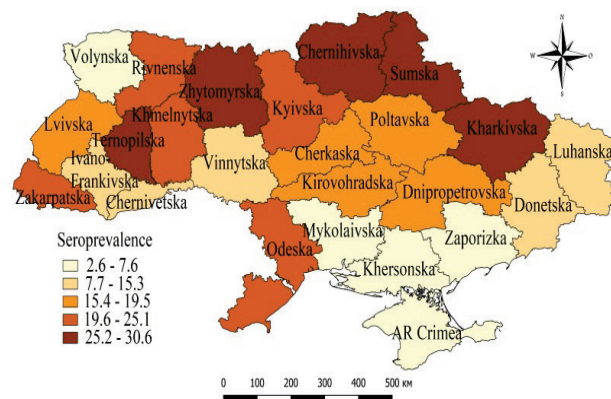 N
W O
S
Volynska
Rivnenska
Chernihivska
Sumska
Zhytomyrska
Kyivska
Lvivska
Khmelnytska
Ternopilska
Poltavska
Kharkivska
Cherkaska
Luhanska
Ivano-
Frankivska
Vinnytska
Kirovohradska
Dnipropetrovska
Donetska
Zakarpatska
Chernivetska
Mykolaivska
Zaporizka
Odeska
Khersonska
AR Crimea
Seroprevalence
2.6 - 7.6
7.7 - 15.3
15.4 - 19.5
19.6 - 25.1
25.2 - 30.6
0 100 200 300 400 500 км